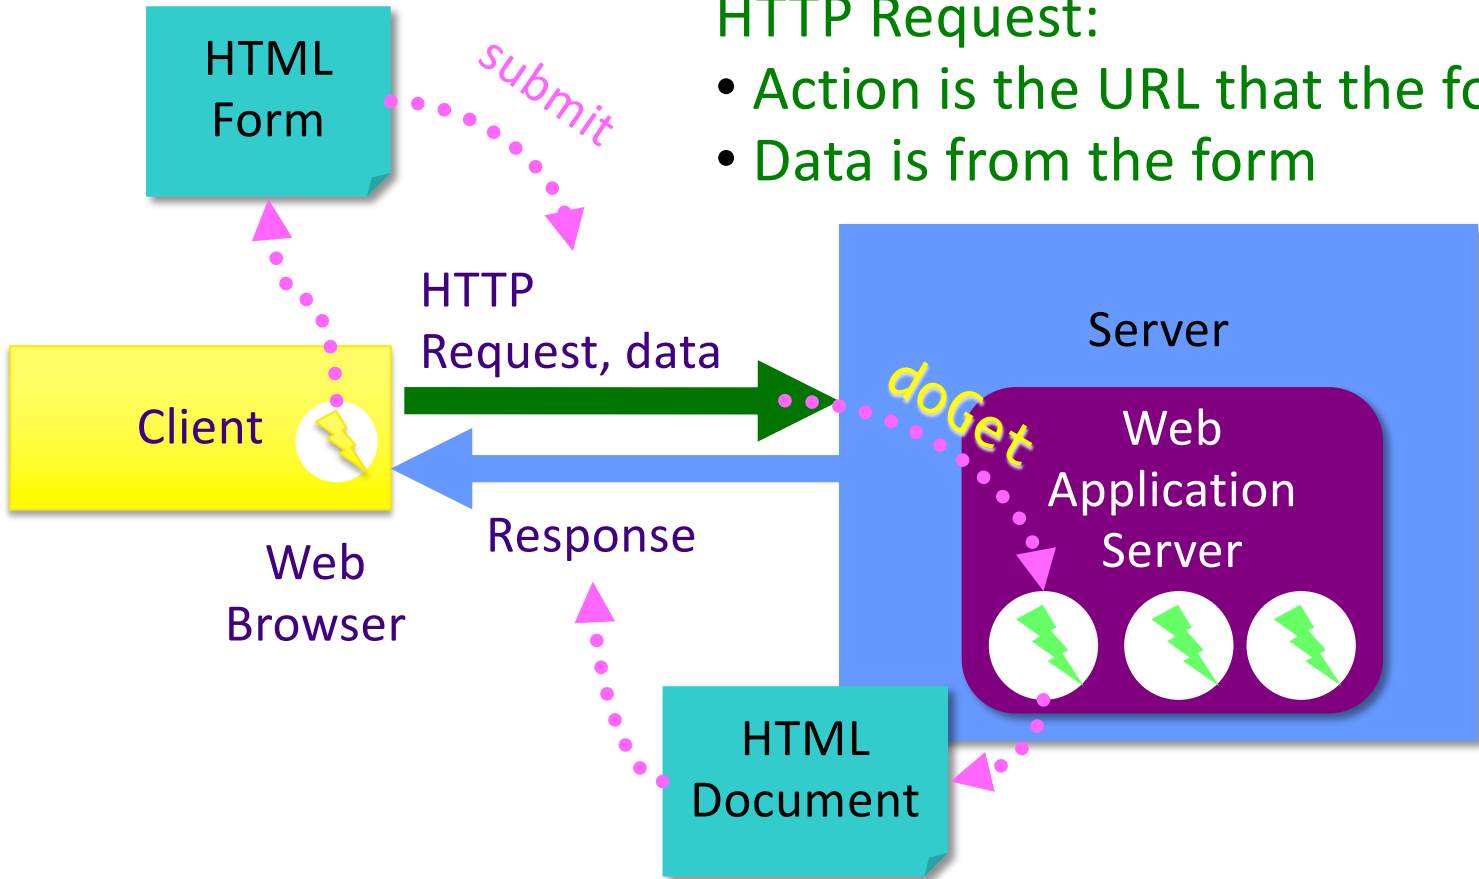 HTML
Form
submit
HTTP Request:
• Action is the URL that the fo
• Data is from the form
HTTP
Request, data
Server
doGet
Client
Web
Application
Server
Response
Web
Browser
HTML
Document